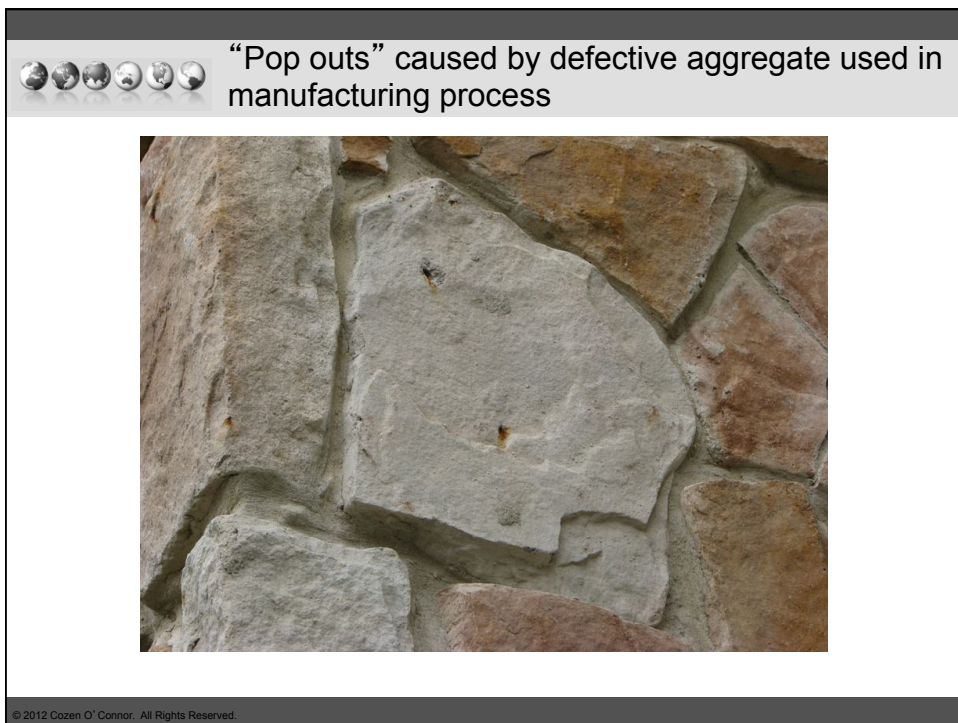 “Pop outs” caused by defective aggregate used in
manufacturing process
© 2012 Cozen O’Connor. All Rights Reserved.